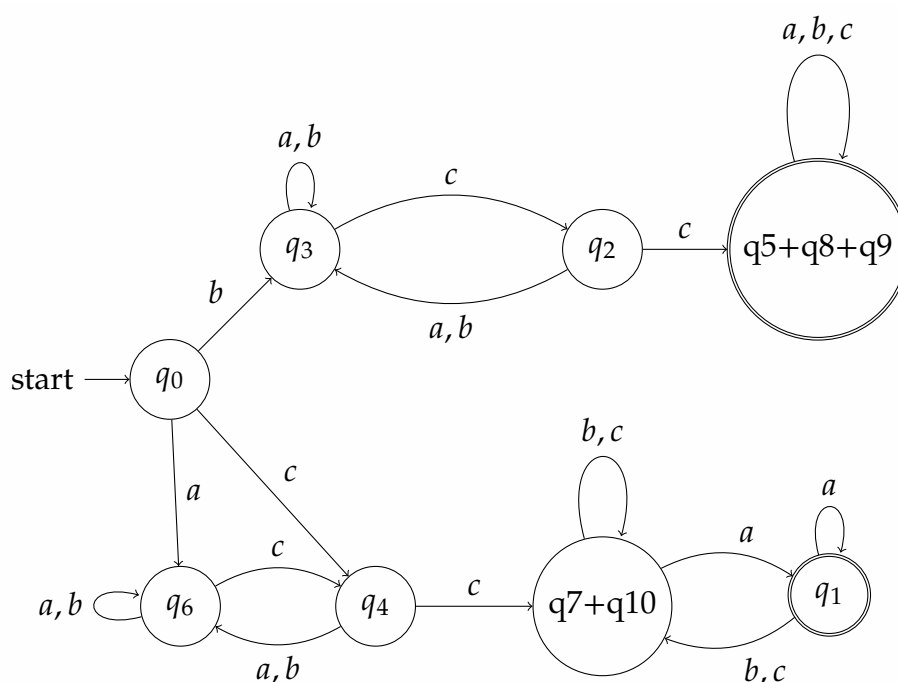 a, b, c
a, b
c
q3
q2
c
q5+q8+q9
b
a, b
start
q0
b, c
a
c
a
c
a
a, b
q6
q4
c
q7+q10
q1
a, b
b, c